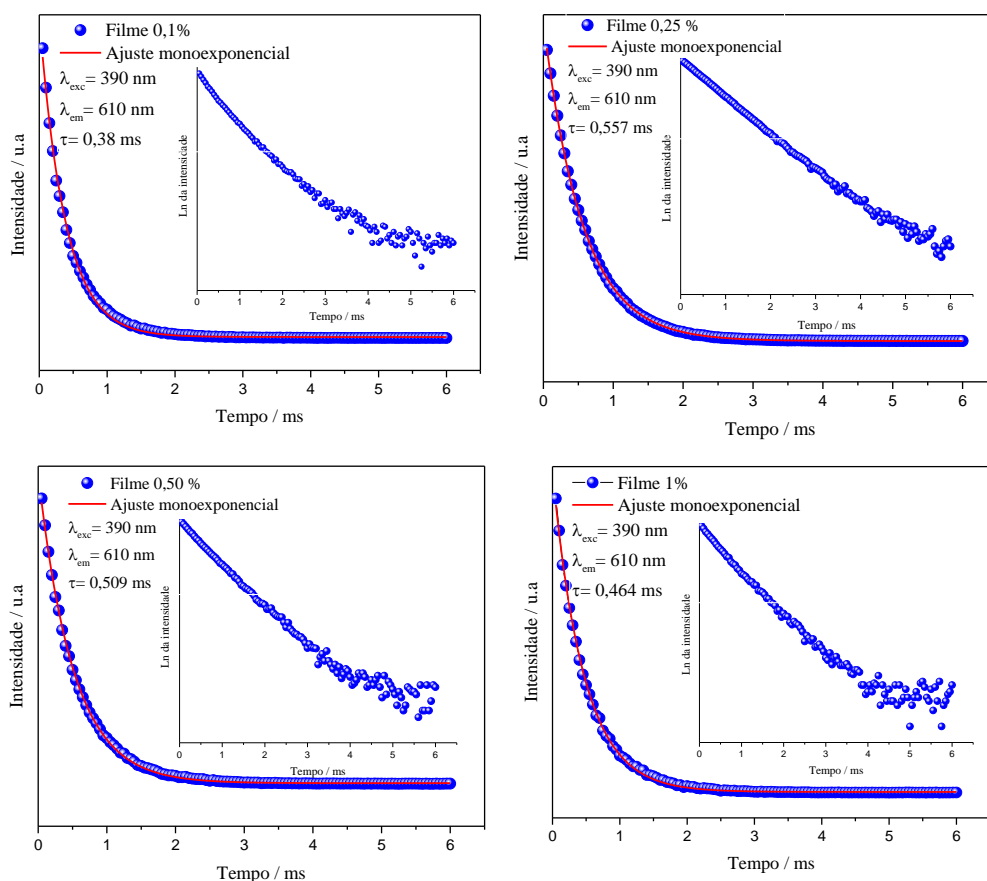 Filme 0,1%
Ajuste monoexponencial
λexc= 390 nm
λem= 610 nm
τ= 0,38 ms
Intensidade / u.a
Ln da intensidade
0 1 2 3 4 5 6
Tempo / ms
0 1 2 3 4 5 6
Tempo / ms
Filme 0,25 %
Ajuste monoexponencial
λexc= 390 nm
λem= 610 nm
τ= 0,557 ms
Intensidade / u.a
Ln da intensidade
0 1 2 3 4 5 6
Tempo / ms
0 1 2 3 4 5 6
Tempo / ms
Filme 0,50 %
Ajuste monoexponencial
λexc= 390 nm
λem= 610 nm
τ= 0,509 ms
Intensidade / u.a
Ln da intensidade
0 1 2 3 4 5 6
Tempo / ms
0 1 2 3 4 5 6
Tempo / ms
Filme 1%
Ajuste monoexponencial
λexc= 390 nm
λem= 610 nm
τ= 0,464 ms
Intensidade / u.a
Ln da intensidade
0 1 2 3 4 5 6
Tempo / ms
0 1 2 3 4 5 6
Tempo / ms